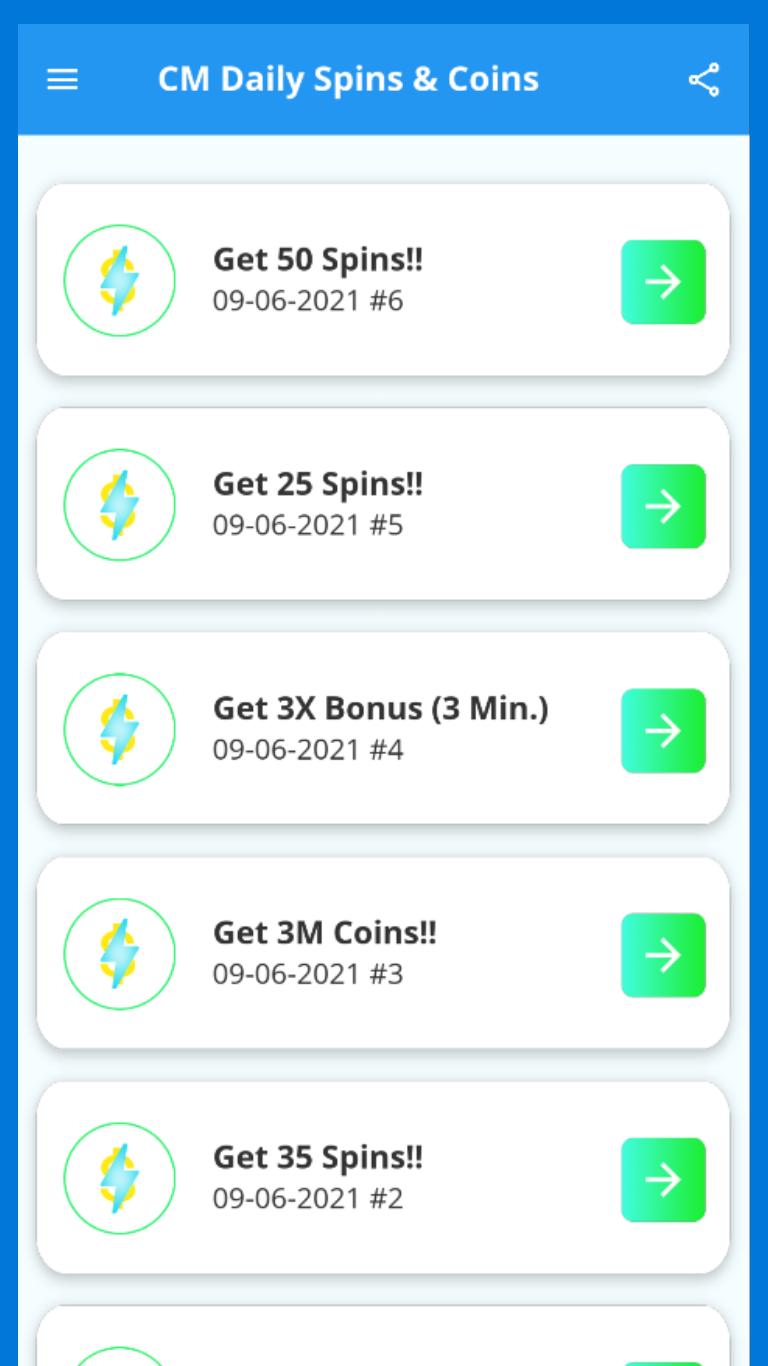 CM Daily Spins & Coins
Get 50 Spins!!
09-06-2021 #6
Get 25 Spins!!
09-06-2021 #5
Get 3X Bonus (3 Min.)
09-06-2021 #4
Get 3M Coins!!
09-06-2021 #3
Get 35 Spins!!
09-06-2021 #2